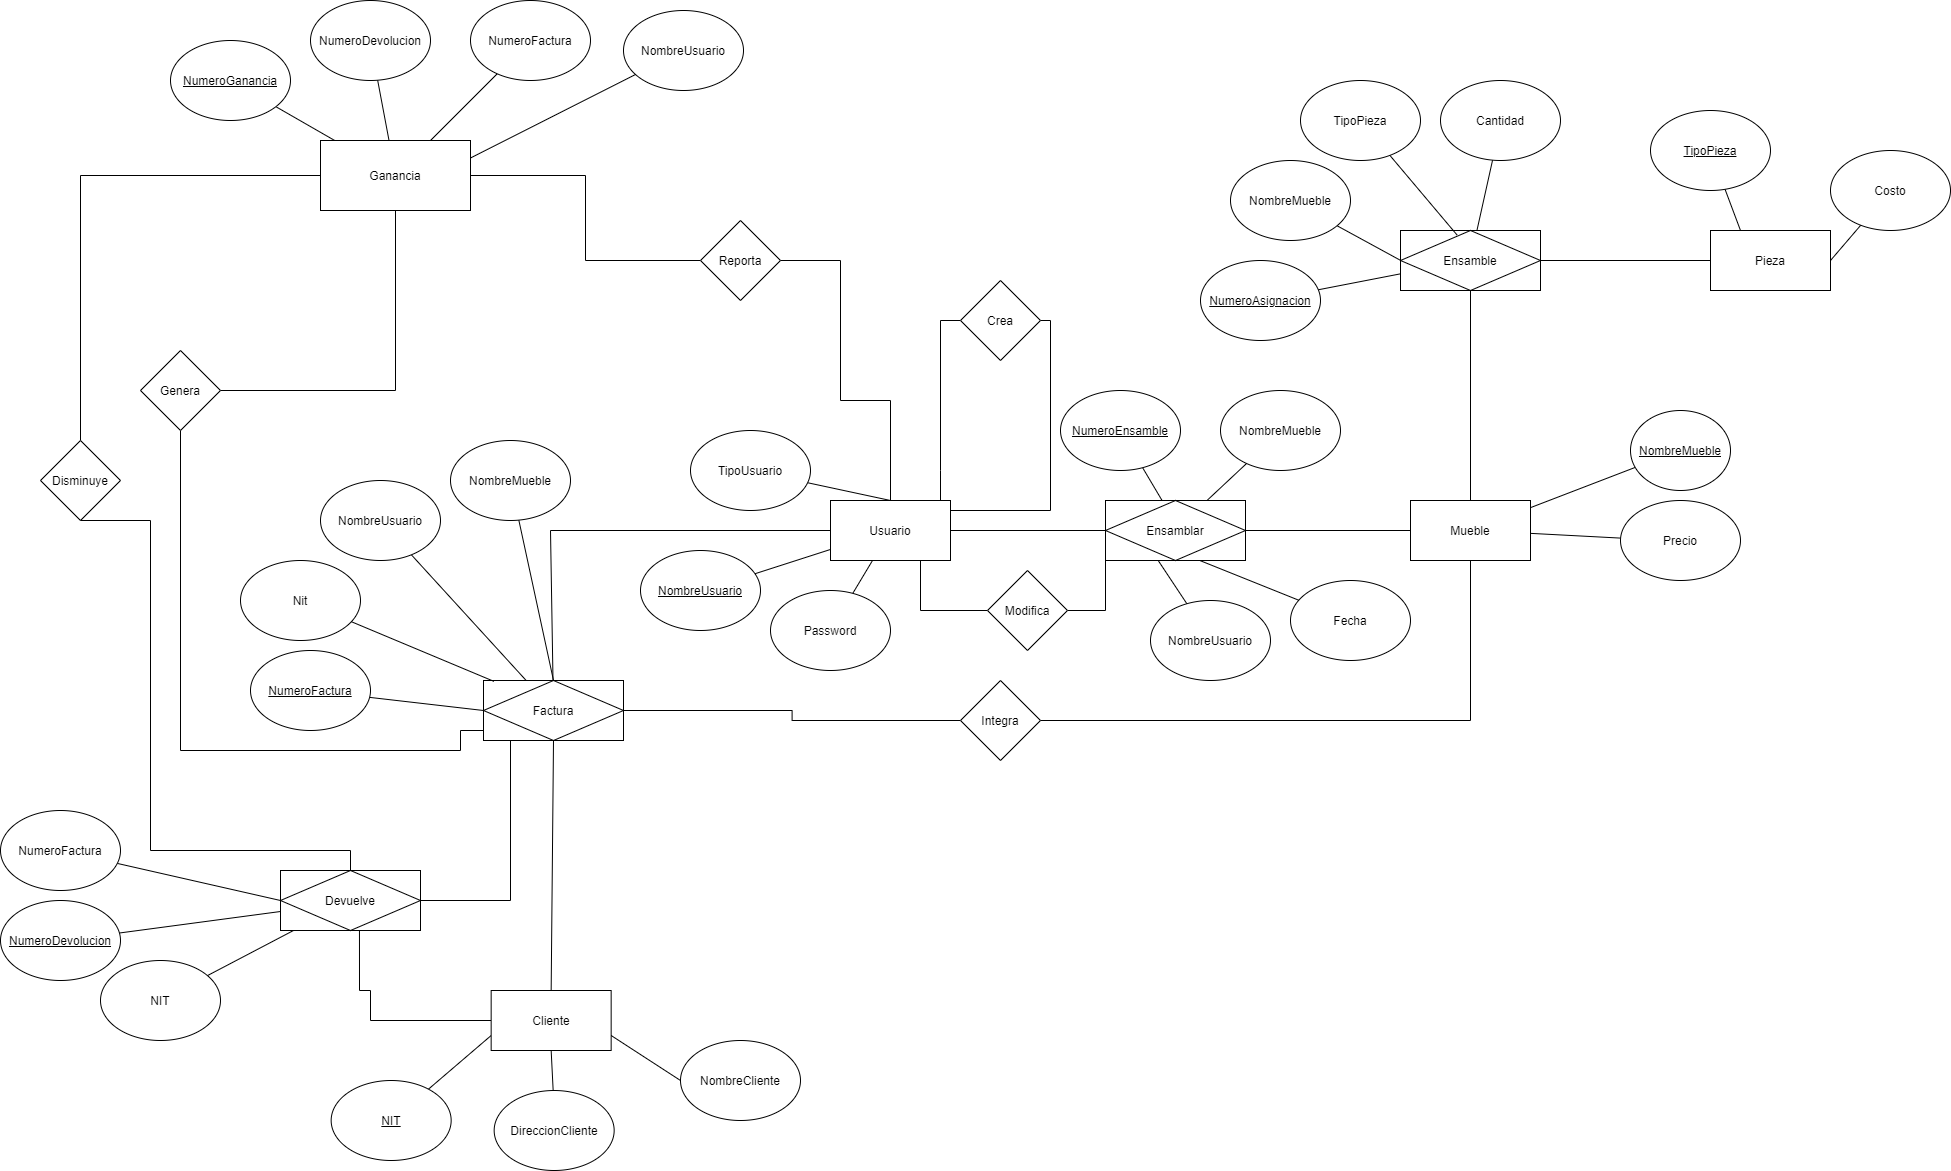 NumeroDevolucion
NumeroFactura
NombreUsuario
NumeroGanancia
Ganancia
TipoPieza
Cantidad
TipoPieza
Costo
NombreMueble
Reporta
Ensamble
Pieza
NumeroAsignacion
Crea
Genera
NumeroEnsamble
NombreMueble
NombreMueble
TipoUsuario
Disminuye
NombreMueble
NombreUsuario
Usuario
Ensamblar
Mueble
Precio
Nit
NombreUsuario
Modifica
Fecha
Password
NombreUsuario
NumeroFactura
Factura
Integra
NumeroFactura
Devuelve
NumeroDevolucion
NIT
Cliente
NombreCliente
NIT
DireccionCliente